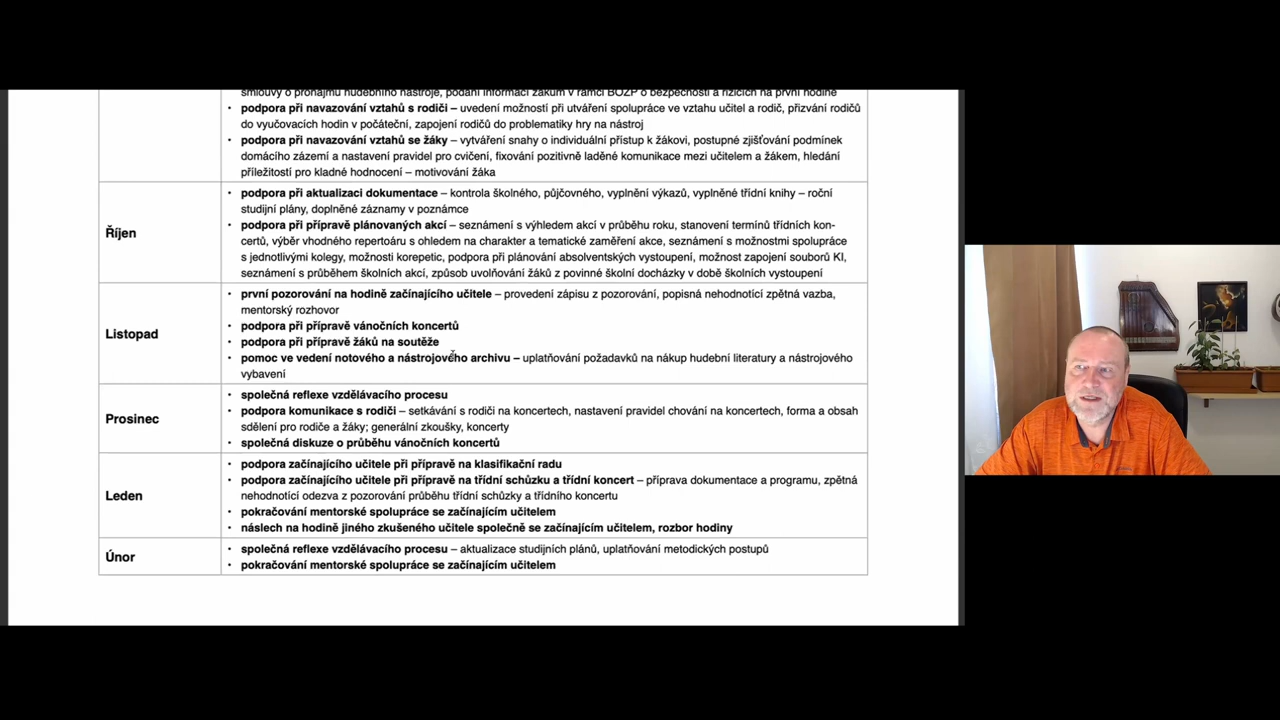 smlouvy o pronájmu hudebního nástroje, podání informací žákům v rámci BOZP o bezpečnosti a rizicích na první hodině
• podpora při navazování vztahů s rodiči – uvedení možností při utváření spolupráce ve vztahu učitel a rodič, přizvání rodičů
do vyučovacích hodin v počáteční, zapojení rodičů do problematiky hry na nástroj
• podpora při navazování vztahů se žáky – vytváření snahy o individuální přístup k žákovi, postupné zjišťování podmínek
domácího zázemí a nastavení pravidel pro cvičení, fixování pozitivně laděné komunikace mezi učitelem a žákem, hledání
příležitostí pro kladné hodnocení – motivování žáka
Říjen
• podpora při aktualizaci dokumentace – kontrola školného, půjčovného, vyplnění výkazů, vyplněné třídní knihy – roční
studijní plány, doplněné záznamy v poznámce
• podpora při přípravě plánovaných akcí – seznámení s výhledem akcí v průběhu roku, stanovení termínů třídních kon-
certů, výběr vhodného repertoáru s ohledem na charakter a tematické zaměření akce, seznámení s možnostmi spolupráce
s jednotlivými kolegy, možnosti korepetic, podpora při plánování absolventských vystoupení, možnost zapojení souborů KI,
seznámení s průběhem školních akcí, způsob uvolňování žáků z povinné školní docházky v době školních vystoupení
Listopad
• první pozorování na hodině začínajícího učitele – provedení zápisu z pozorování, popisná nehodnotící zpětná vazba,
mentorský rozhovor
• podpora při přípravě vánočních koncertů
• podpora při přípravě žáků na soutěže
• pomoc ve vedení notového a nástrojového archivu – uplatňování požadavků na nákup hudební literatury a nástrojového
vybavení
Prosinec
• společná reflexe vzdělávacího procesu
• podpora komunikace s rodiči – setkávání s rodiči na koncertech, nastavení pravidel chování na koncertech, forma a obsah
sdělení pro rodiče a žáky; generální zkoušky, koncerty
• společná diskuze o průběhu vánočních koncertů
Leden
• podpora začínajícího učitele při přípravě na klasifikační radu
• podpora začínajícího učitele při přípravě na třídní schůzku a třídní koncert – příprava dokumentace a programu, zpětná
nehodnotící odezva z pozorování průběhu třídní schůzky a třídního koncertu
• pokračování mentorské spolupráce se začínajícím učitelem
• náslech na hodině jiného zkušeného učitele společně se začínajícím učitelem, rozbor hodiny
Únor
• společná reflexe vzdělávacího procesu – aktualizace studijních plánů, uplatňování metodických postupů
• pokračování mentorské spolupráce se začínajícím učitelem